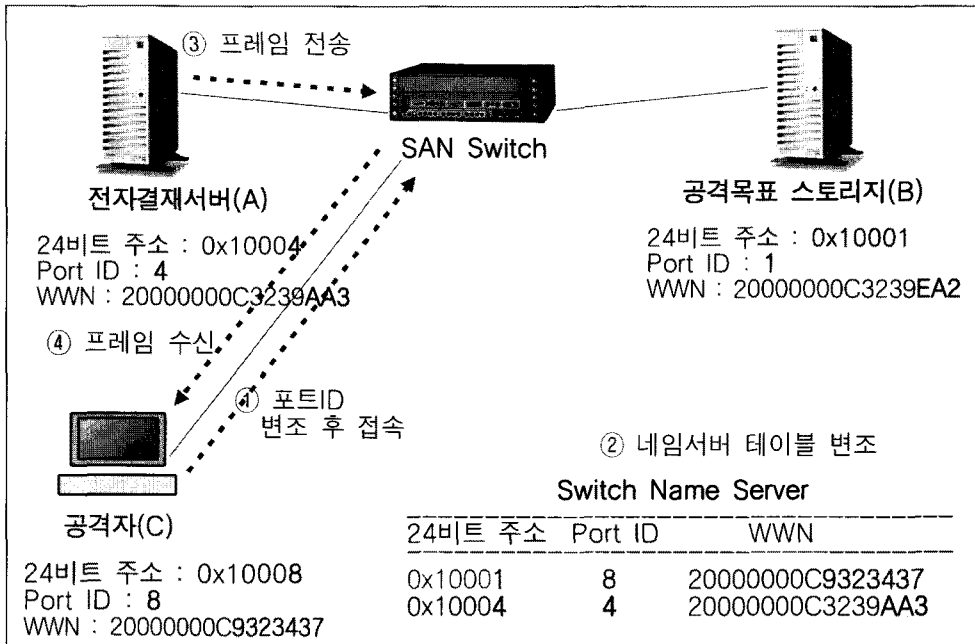 ③ 프레임 전송
SAN Switch
전자결재서버(A)
24비트 주소 : 0x10004
Port ID : 4
WWN : 20000000C3239AA3
공격목표 스토리지(B)
24비트 주소 : 0x10001
Port ID : 1
WWN : 20000000C3239EA2
④ 프레임 수신
① 포트ID
변조 후 접속
② 네임서버 테이블 변조
공격자(C)
24비트 주소 : 0x10008
Port ID : 8
WWN : 20000000C9323437
Switch Name Server
24비트 주소 Port ID WWN
0x10001 8 20000000C9323437
0x10004 4 20000000C3239AA3